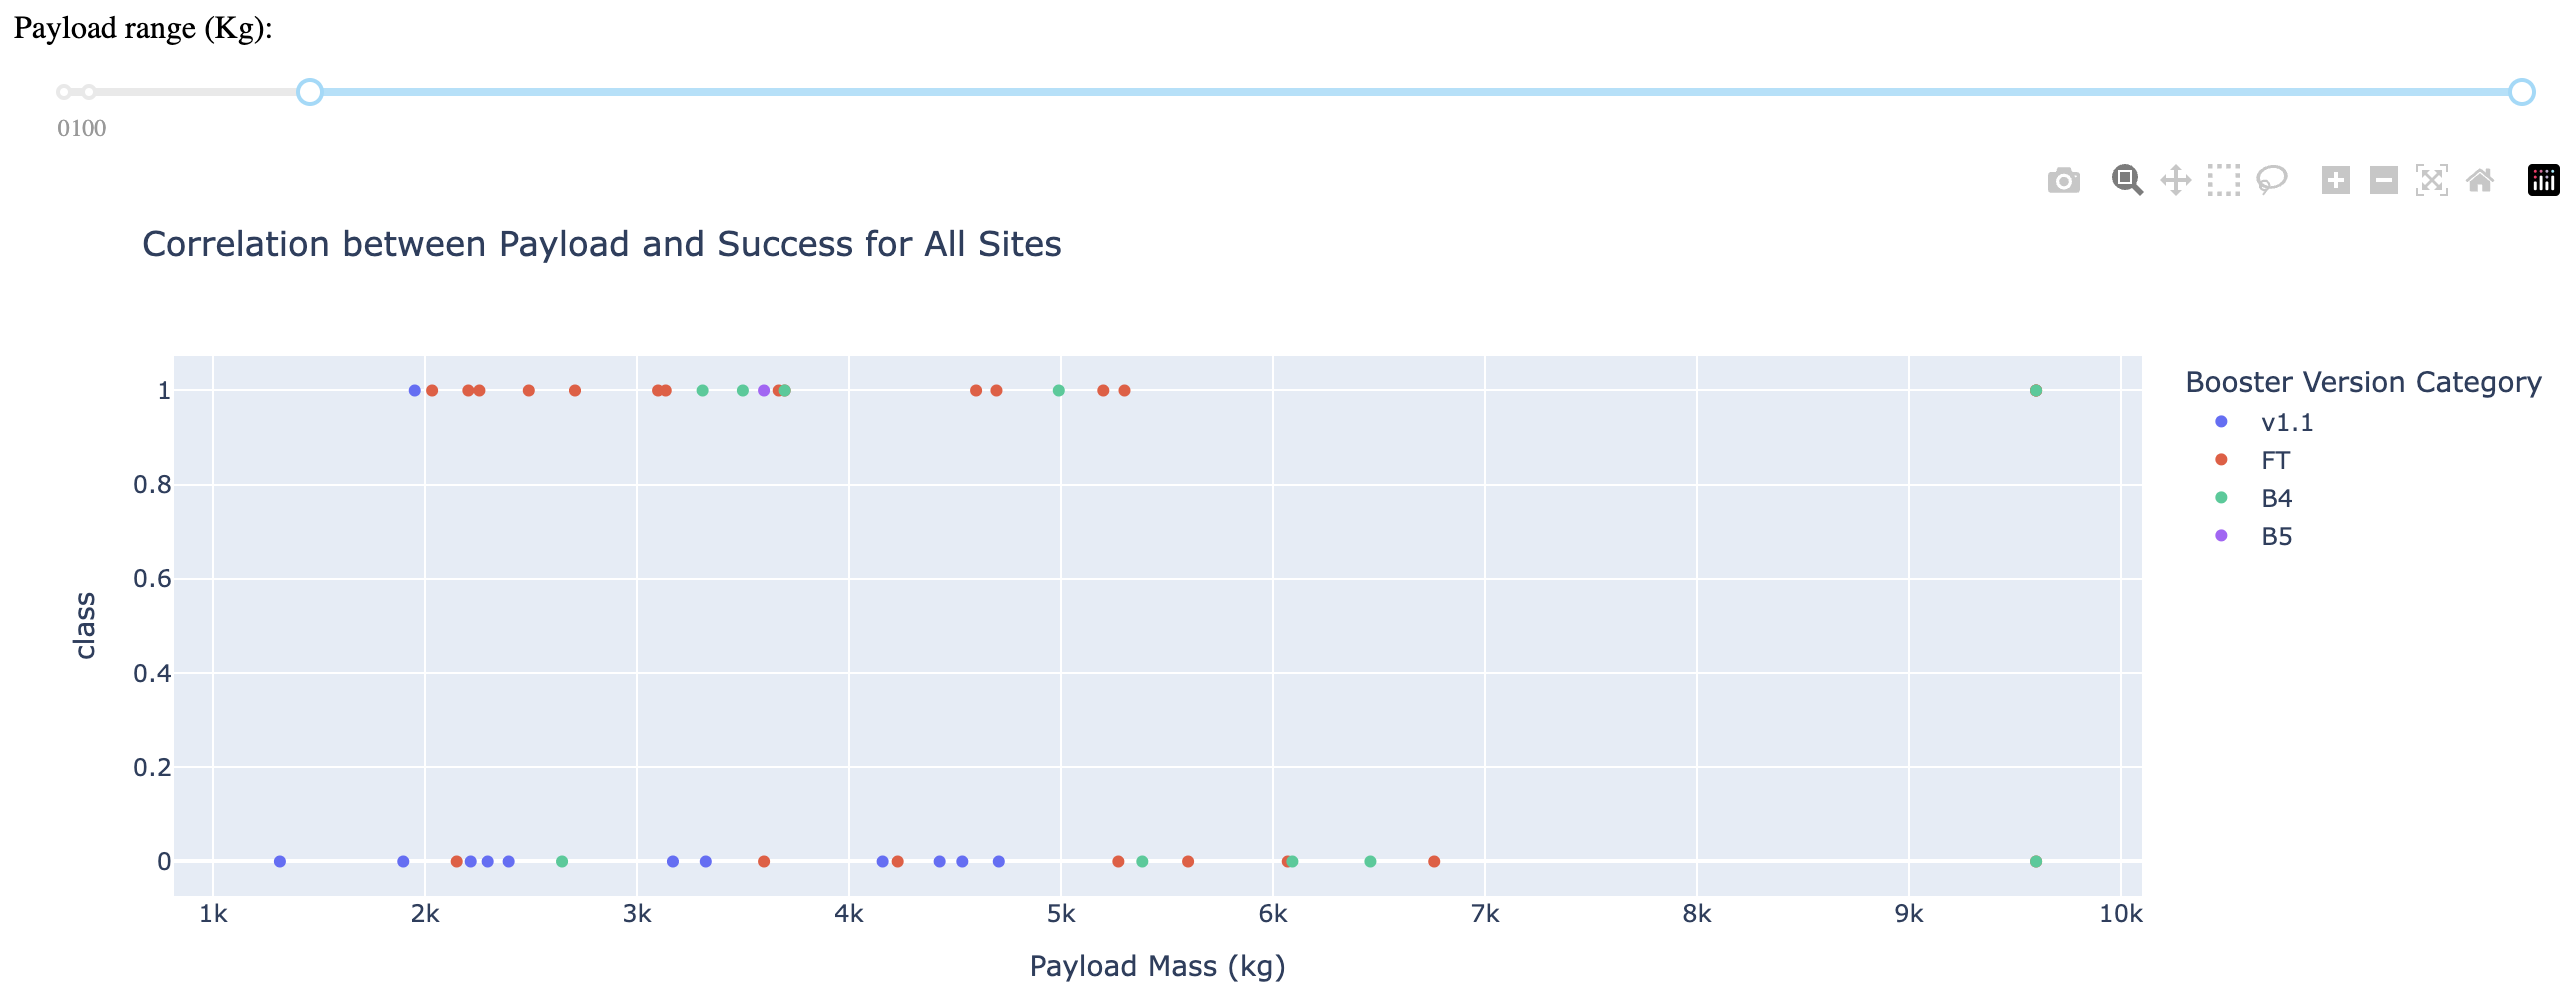 Payload range (Kg):
0100
Correlation between Payload and Success for All Sites
Booster Version Category
v1.1
FT
B4
B5
class
1
0.8
0.6
0.4
0.2
0
1k 2k 3k 4k 5k 6k 7k 8k 9k 10k
Payload Mass (kg)